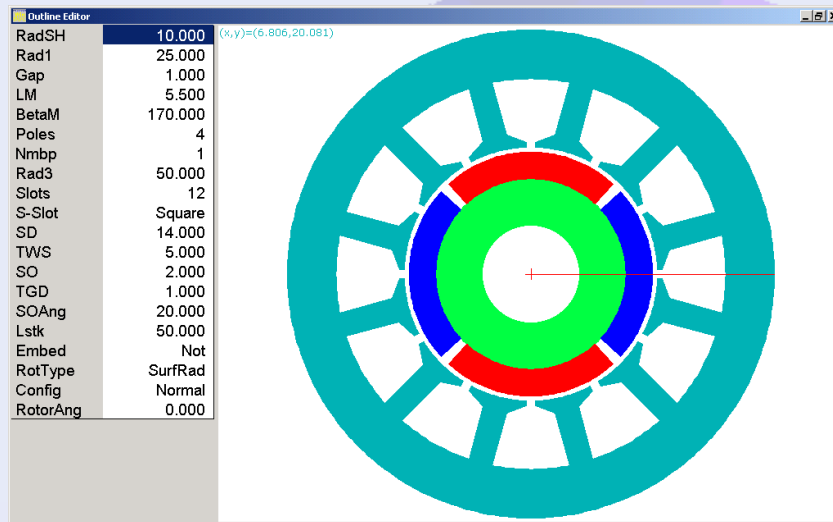 Outline Editor
RadSH 10.000
(x,y)=(6.806,20.081)
Rad1 25.000
Gap 1.000
LM 5.500
BetaM 170.000
Poles 4
Nmbp 1
Rad3 50.000
Slots 12
S-Slot Square
SD 14.000
TWS 5.000
SO 2.000
TGD 1.000
SOAng 20.000
Lstk 50.000
Embed Not
RotType SurfRad
Config Normal
RotorAng 0.000